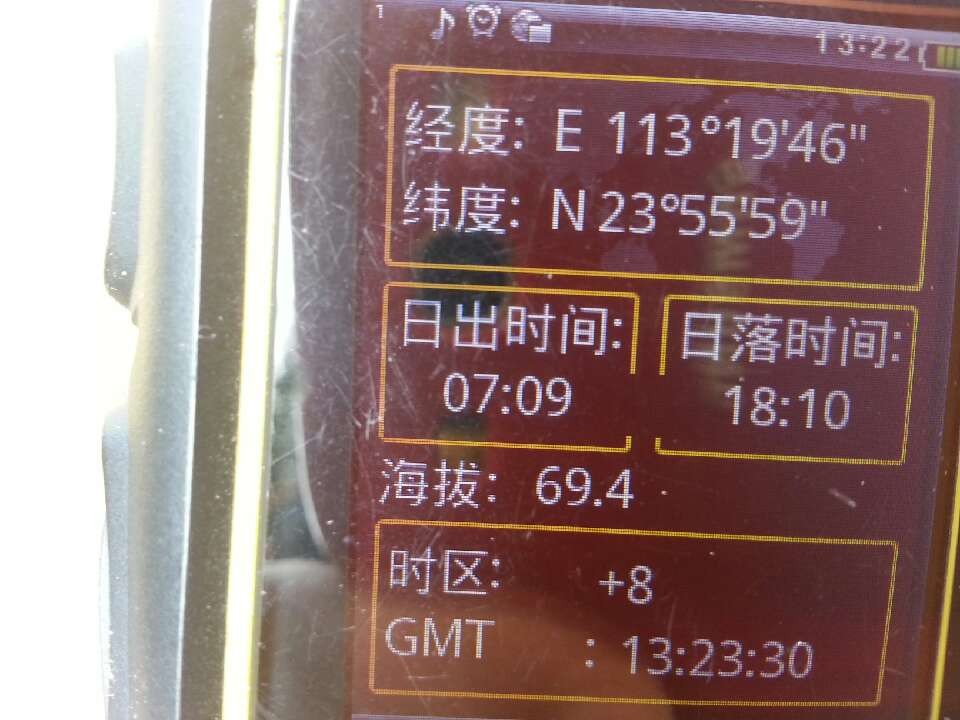 13:22
经度: E 113°19'46"
纬度: N 23°55'59"
日出时间: 日落时间:
07:09 18:10
海拔: 69.4
时区: +8
GMT : 13:23:30